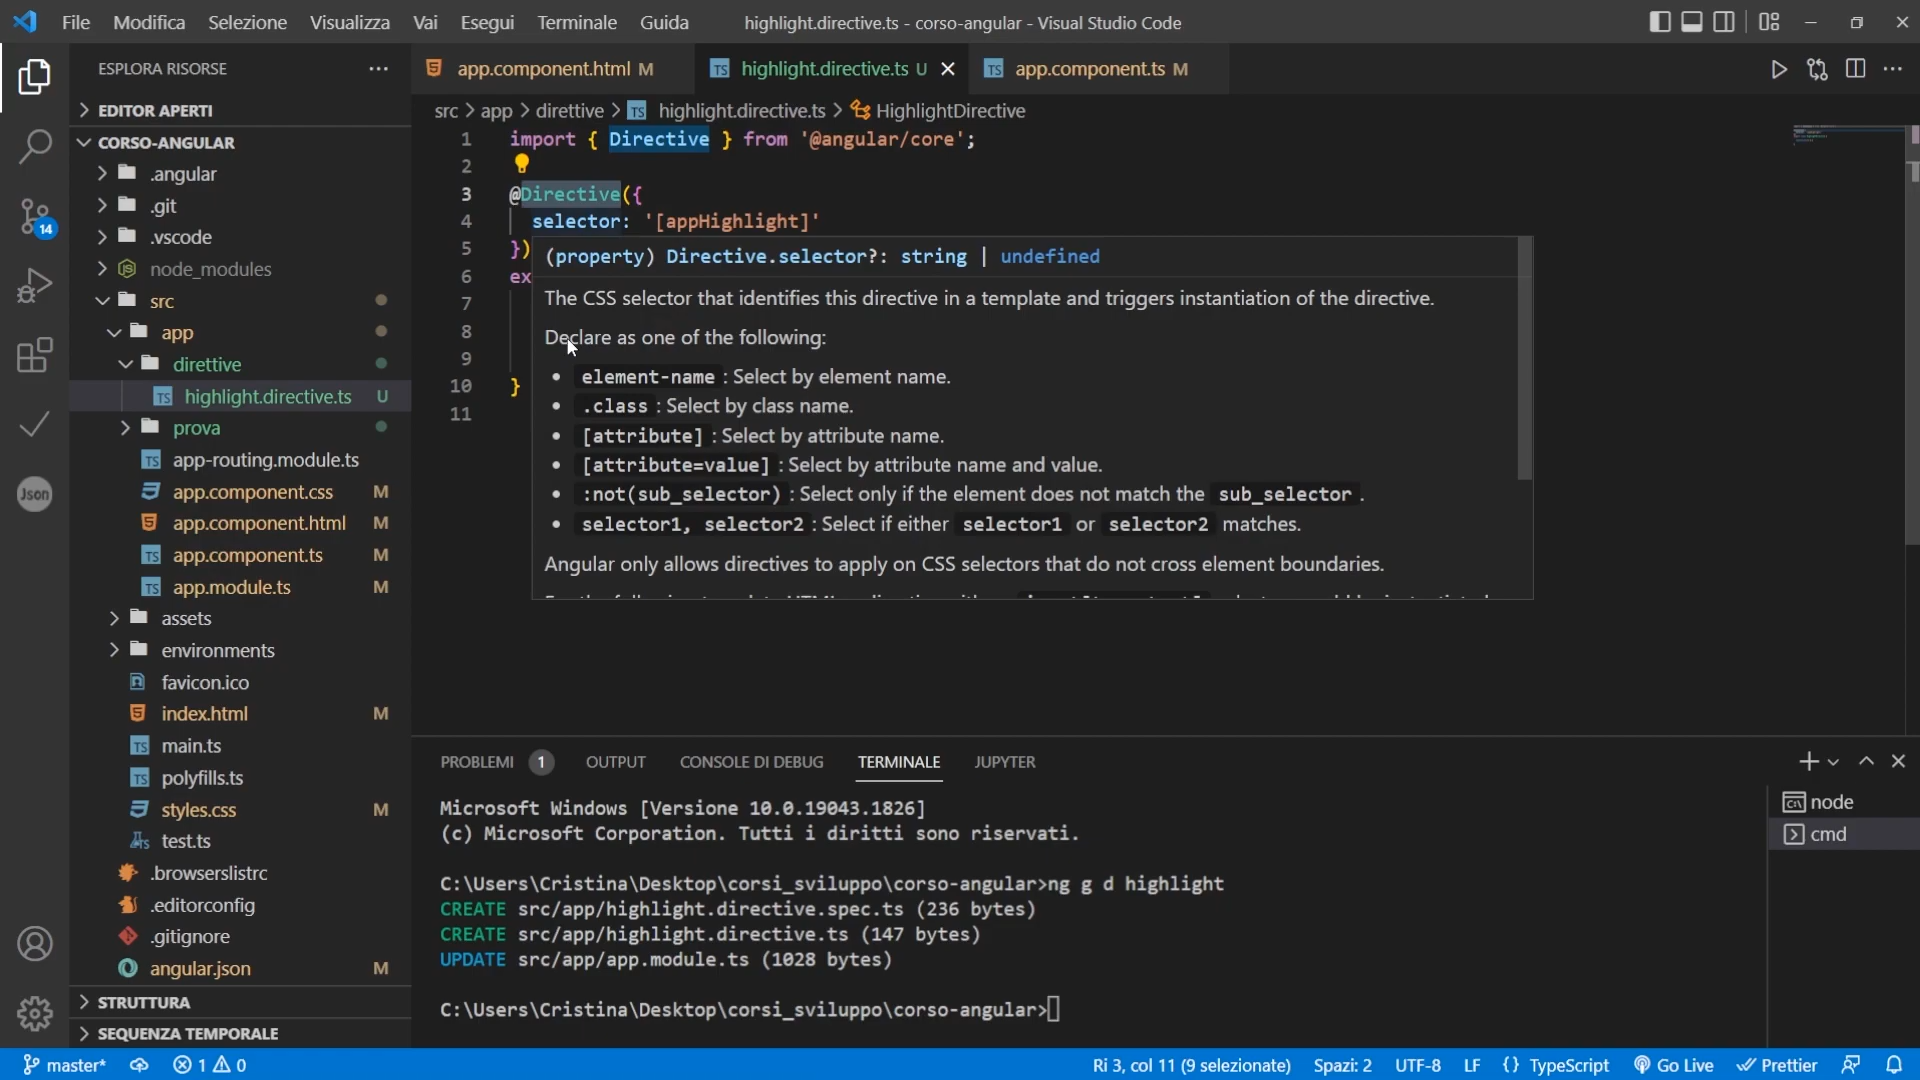 File Modifica Selezione Visualizza Vai Esegui Terminale Guida
highlight.directive.ts - corso-angular - Visual Studio Code
ESPLORA RISORSE
EDITOR APERTI
CORSO-ANGULAR
.angular
.git
.vscode
node_modules
src
app
direttive
highlight.directive.ts U
prova
app-routing.module.ts
app.component.css M
app.component.html M
app.component.ts M
app.module.ts M
assets
environments
favicon.ico
index.html M
main.ts
polyfills.ts
styles.css M
test.ts
.browserslistrc
.editorconfig
.gitignore
angular.json M
STRUTTURA
SEQUENZA TEMPORALE
14
Json
app.component.html M
highlight.directive.ts U
app.component.ts M
src > app > direttive > TS highlight.directive.ts > HighlightDirective
1 import { Directive } from '@angular/core';
2
3 @Directive({
4 selector: '[appHighlight]'
5 })
6 ex
7
8
9
10 }
11
(property) Directive.selector?: string | undefined
The CSS selector that identifies this directive in a template and triggers instantiation of the directive.
Declare as one of the following:
• element-name : Select by element name.
• .class : Select by class name.
• [attribute] : Select by attribute name.
• [attribute=value] : Select by attribute name and value.
• :not(sub_selector) : Select only if the element does not match the sub_selector .
• selector1, selector2 : Select if either selector1 or selector2 matches.
Angular only allows directives to apply on CSS selectors that do not cross element boundaries.
PROBLEMI 1 OUTPUT CONSOLE DI DEBUG TERMINALE JUPYTER
Microsoft Windows [Versione 10.0.19043.1826]
(c) Microsoft Corporation. Tutti i diritti sono riservati.
C:\Users\Cristina\Desktop\corsi_sviluppo\corso-angular>ng g d highlight
CREATE src/app/highlight.directive.spec.ts (236 bytes)
CREATE src/app/highlight.directive.ts (147 bytes)
UPDATE src/app/app.module.ts (1028 bytes)
C:\Users\Cristina\Desktop\corsi_sviluppo\corso-angular>
node
cmd
master* 1 0
Ri 3, col 11 (9 selezionate) Spazi: 2 UTF-8 LF {} TypeScript Go Live Prettier